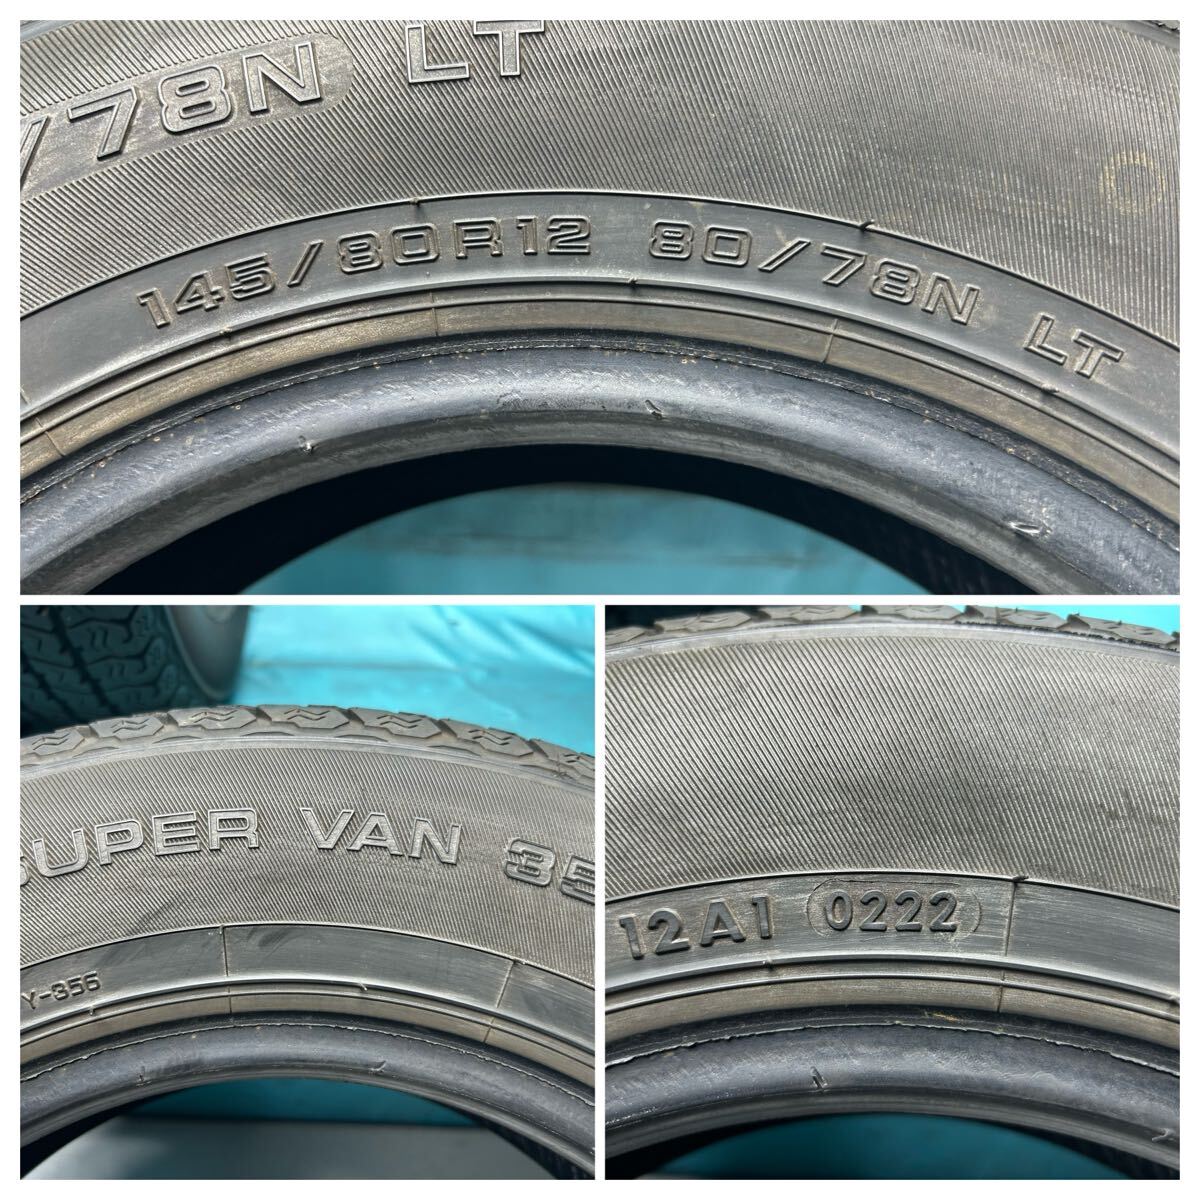 /78N LT
145/80R12 80/78N LT
SUPER VAN 35
Y-356
12A1 0222